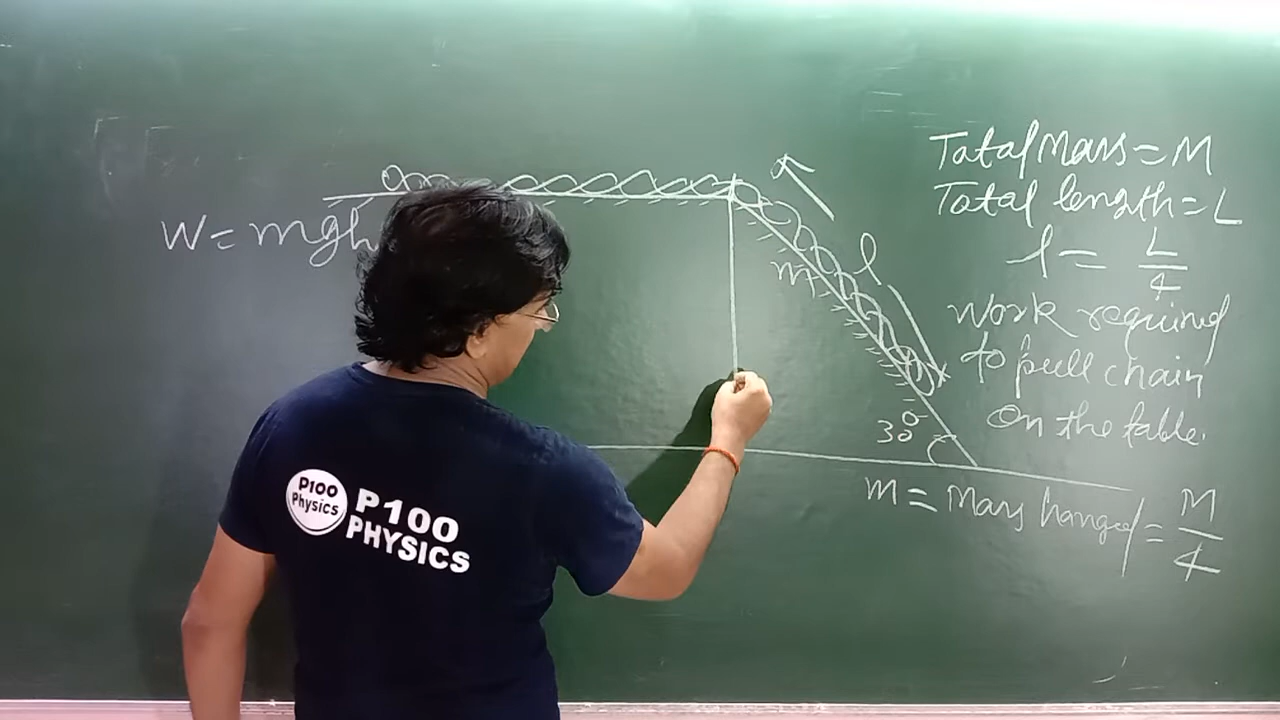 Total Mass = M
Total length = L
l = L/4
W = mgh
l
m
Work required
to pull chain
On the table.
30°
m = Mass hanged = M/4
P100
Physics
P100
PHYSICS